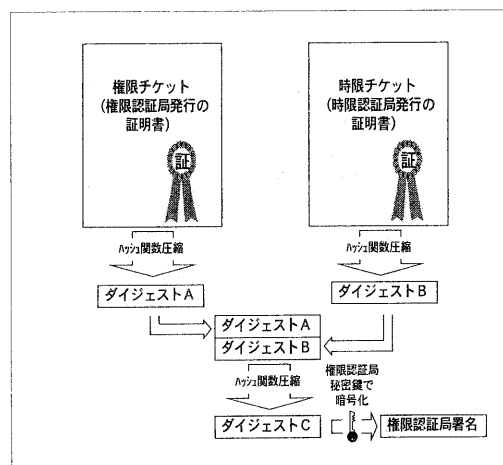 権限チケット
(権限認証局発行の
証明書)
証
時限チケット
(時限認証局発行の
証明書)
証
ハッシュ関数圧縮
ハッシュ関数圧縮
ダイジェストA
ダイジェストB
ダイジェストA
ダイジェストB
ハッシュ関数圧縮
権限認証局
秘密鍵で
暗号化
ダイジェストC
権限認証局署名